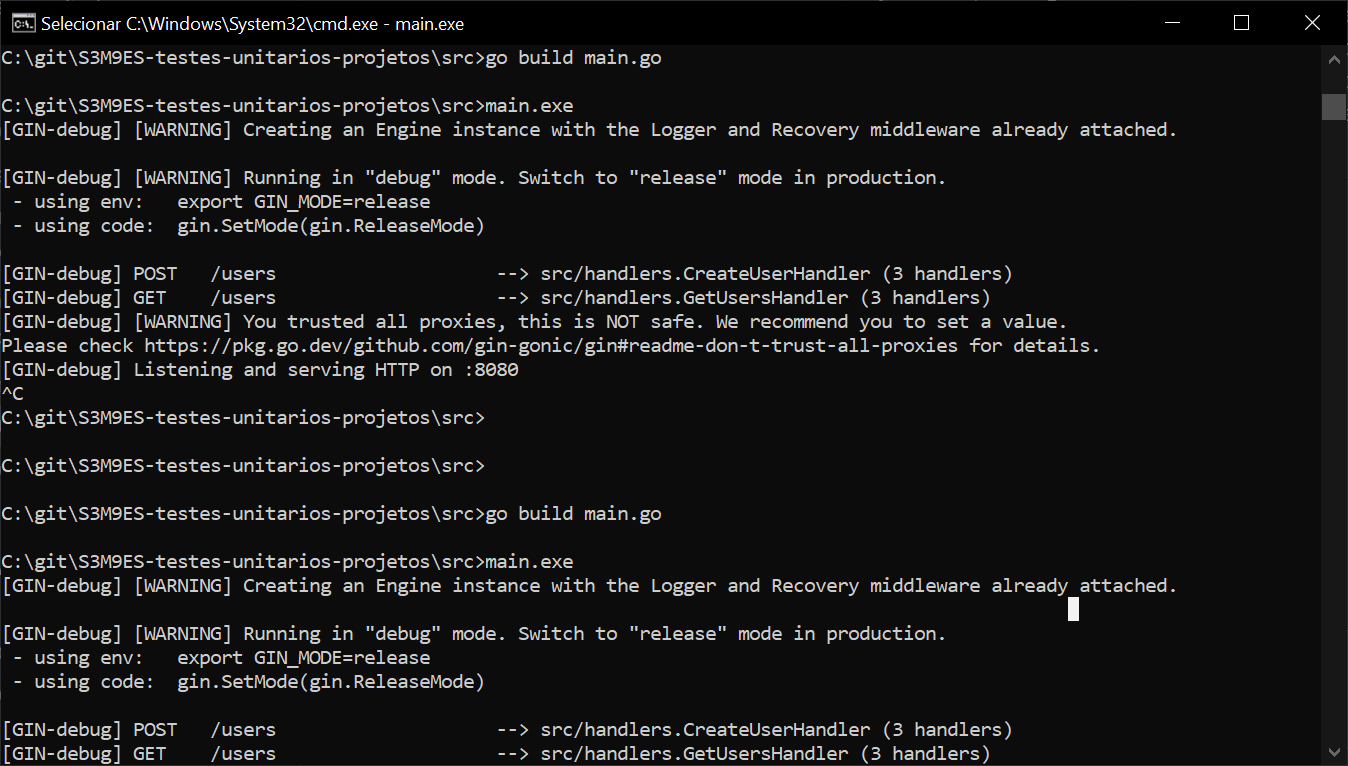 Selecionar C:\Windows\System32\cmd.exe - main.exe
C:\git\S3M9ES-testes-unitarios-projetos\src>go build main.go
C:\git\S3M9ES-testes-unitarios-projetos\src>main.exe
[GIN-debug] [WARNING] Creating an Engine instance with the Logger and Recovery middleware already attached.
[GIN-debug] [WARNING] Running in "debug" mode. Switch to "release" mode in production.
 - using env:   export GIN_MODE=release
 - using code:  gin.SetMode(gin.ReleaseMode)
[GIN-debug] POST   /users                    --> src/handlers.CreateUserHandler (3 handlers)
[GIN-debug] GET    /users                    --> src/handlers.GetUsersHandler (3 handlers)
[GIN-debug] [WARNING] You trusted all proxies, this is NOT safe. We recommend you to set a value.
Please check https://pkg.go.dev/github.com/gin-gonic/gin#readme-don-t-trust-all-proxies for details.
[GIN-debug] Listening and serving HTTP on :8080
^C
C:\git\S3M9ES-testes-unitarios-projetos\src>
C:\git\S3M9ES-testes-unitarios-projetos\src>
C:\git\S3M9ES-testes-unitarios-projetos\src>go build main.go
C:\git\S3M9ES-testes-unitarios-projetos\src>main.exe
[GIN-debug] [WARNING] Creating an Engine instance with the Logger and Recovery middleware already attached.
[GIN-debug] [WARNING] Running in "debug" mode. Switch to "release" mode in production.
 - using env:   export GIN_MODE=release
 - using code:  gin.SetMode(gin.ReleaseMode)
[GIN-debug] POST   /users                    --> src/handlers.CreateUserHandler (3 handlers)
[GIN-debug] GET    /users                    --> src/handlers.GetUsersHandler (3 handlers)